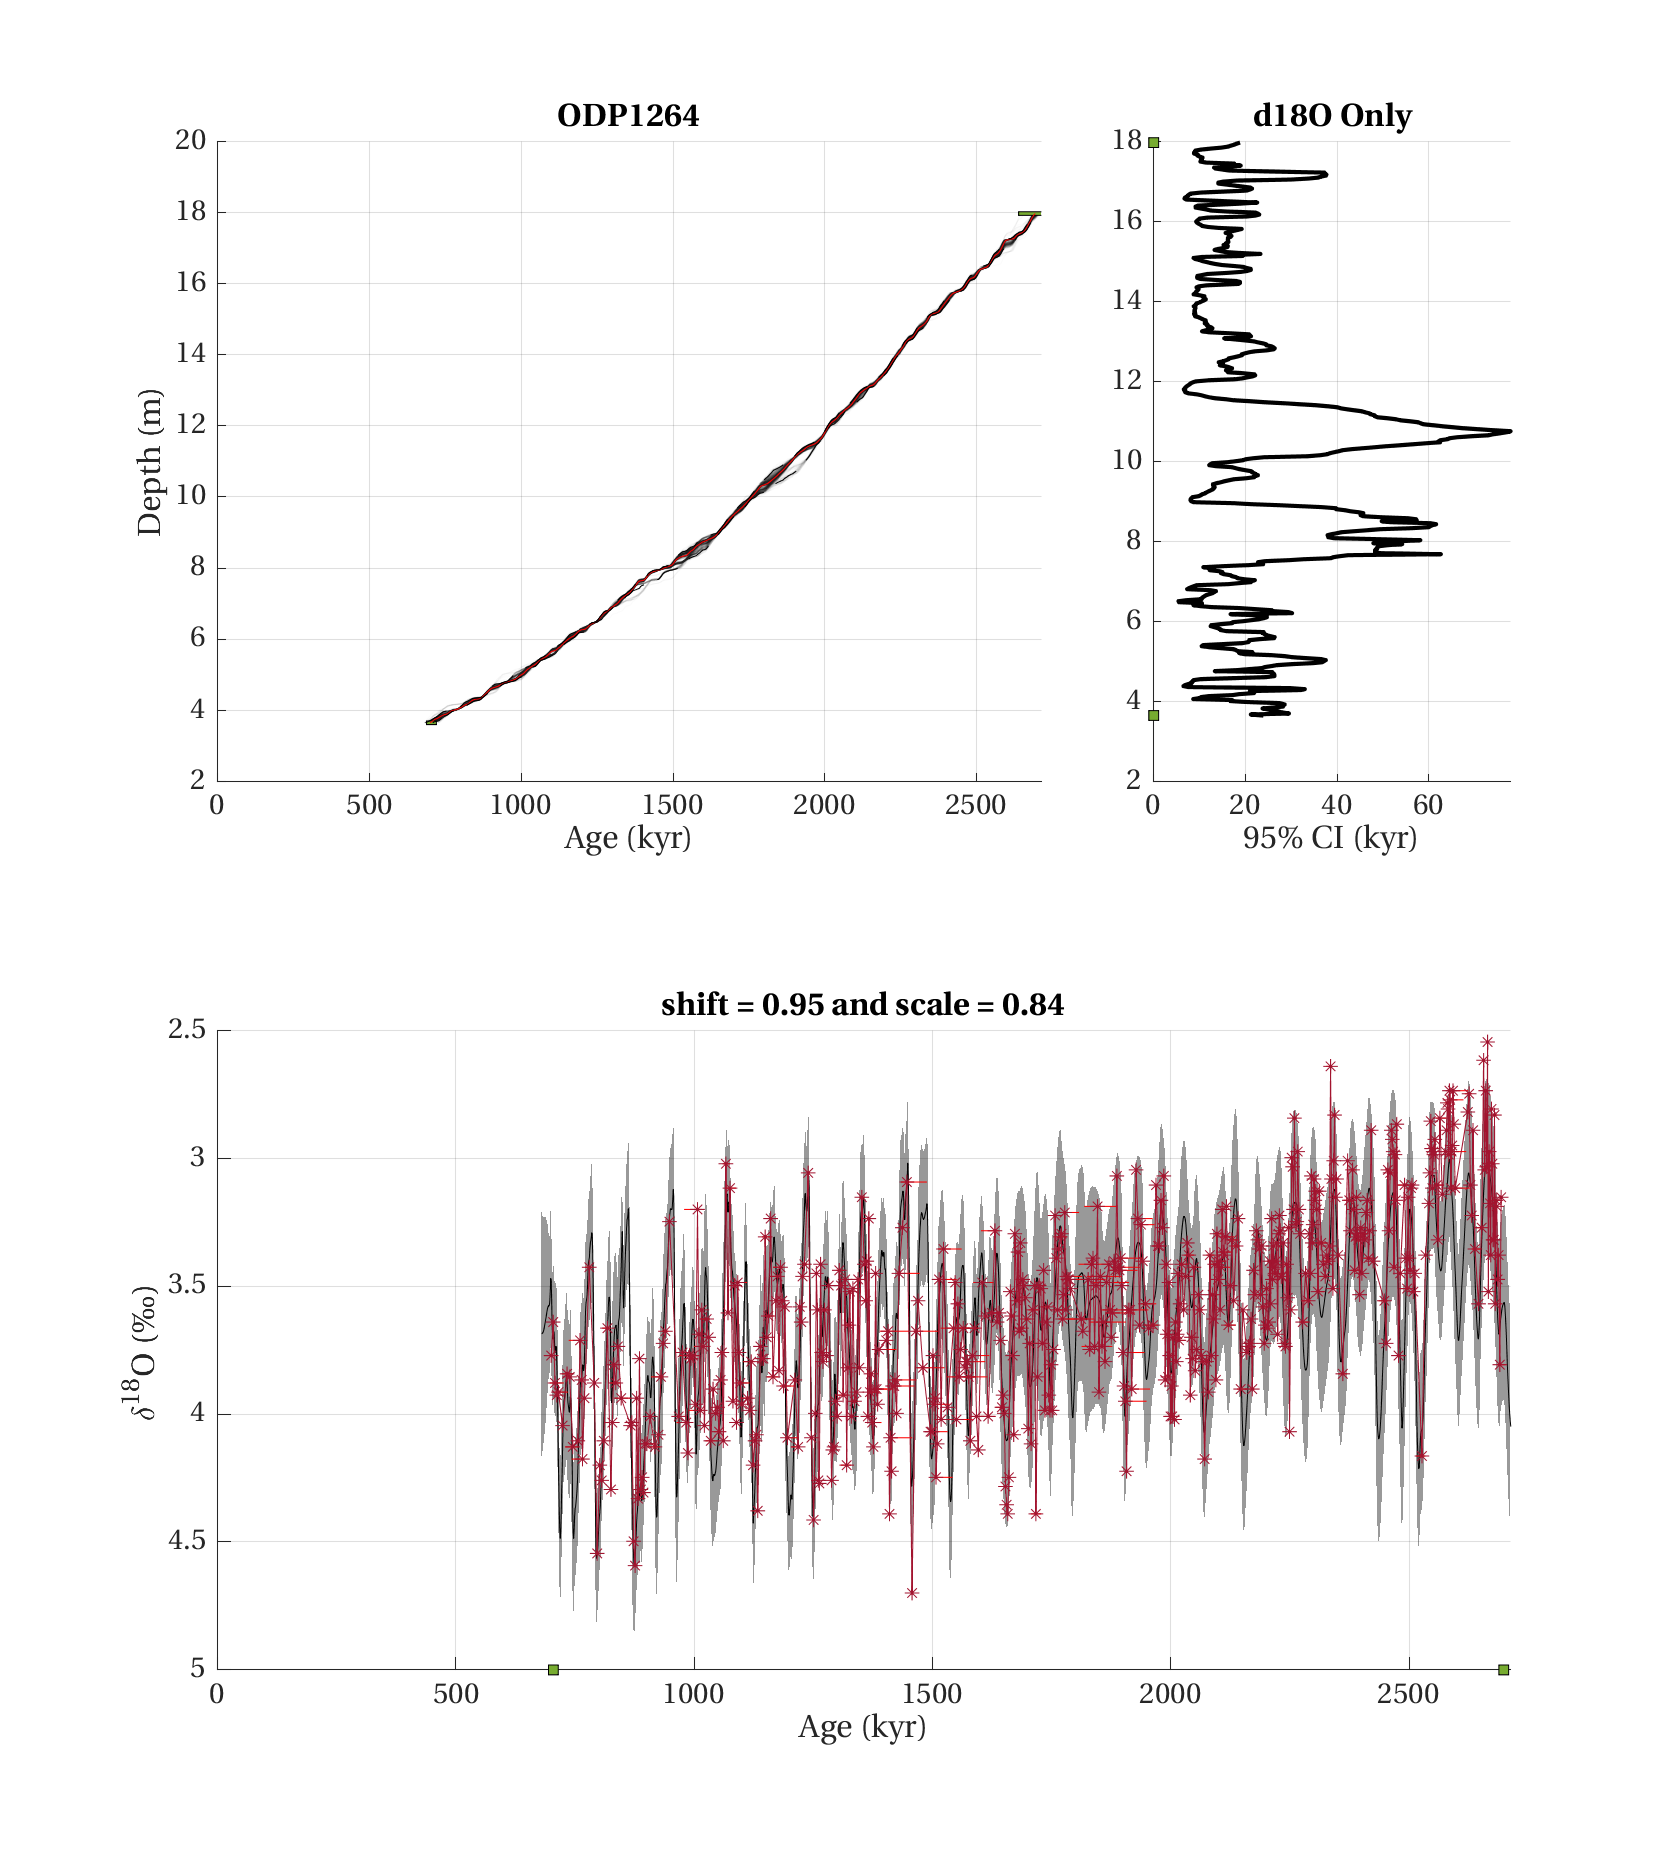 ODP1264
20
18
16
14
12
10
8
6
4
2
Depth (m)
0 500 1000 1500 2000 2500
Age (kyr)
d18O Only
18
16
14
12
10
8
6
4
2
0 20 40 60
95% CI (kyr)
shift = 0.95 and scale = 0.84
2.5
3
3.5
4
4.5
5
δ¹⁸O (‰)
0 500 1000 1500 2000 2500
Age (kyr)